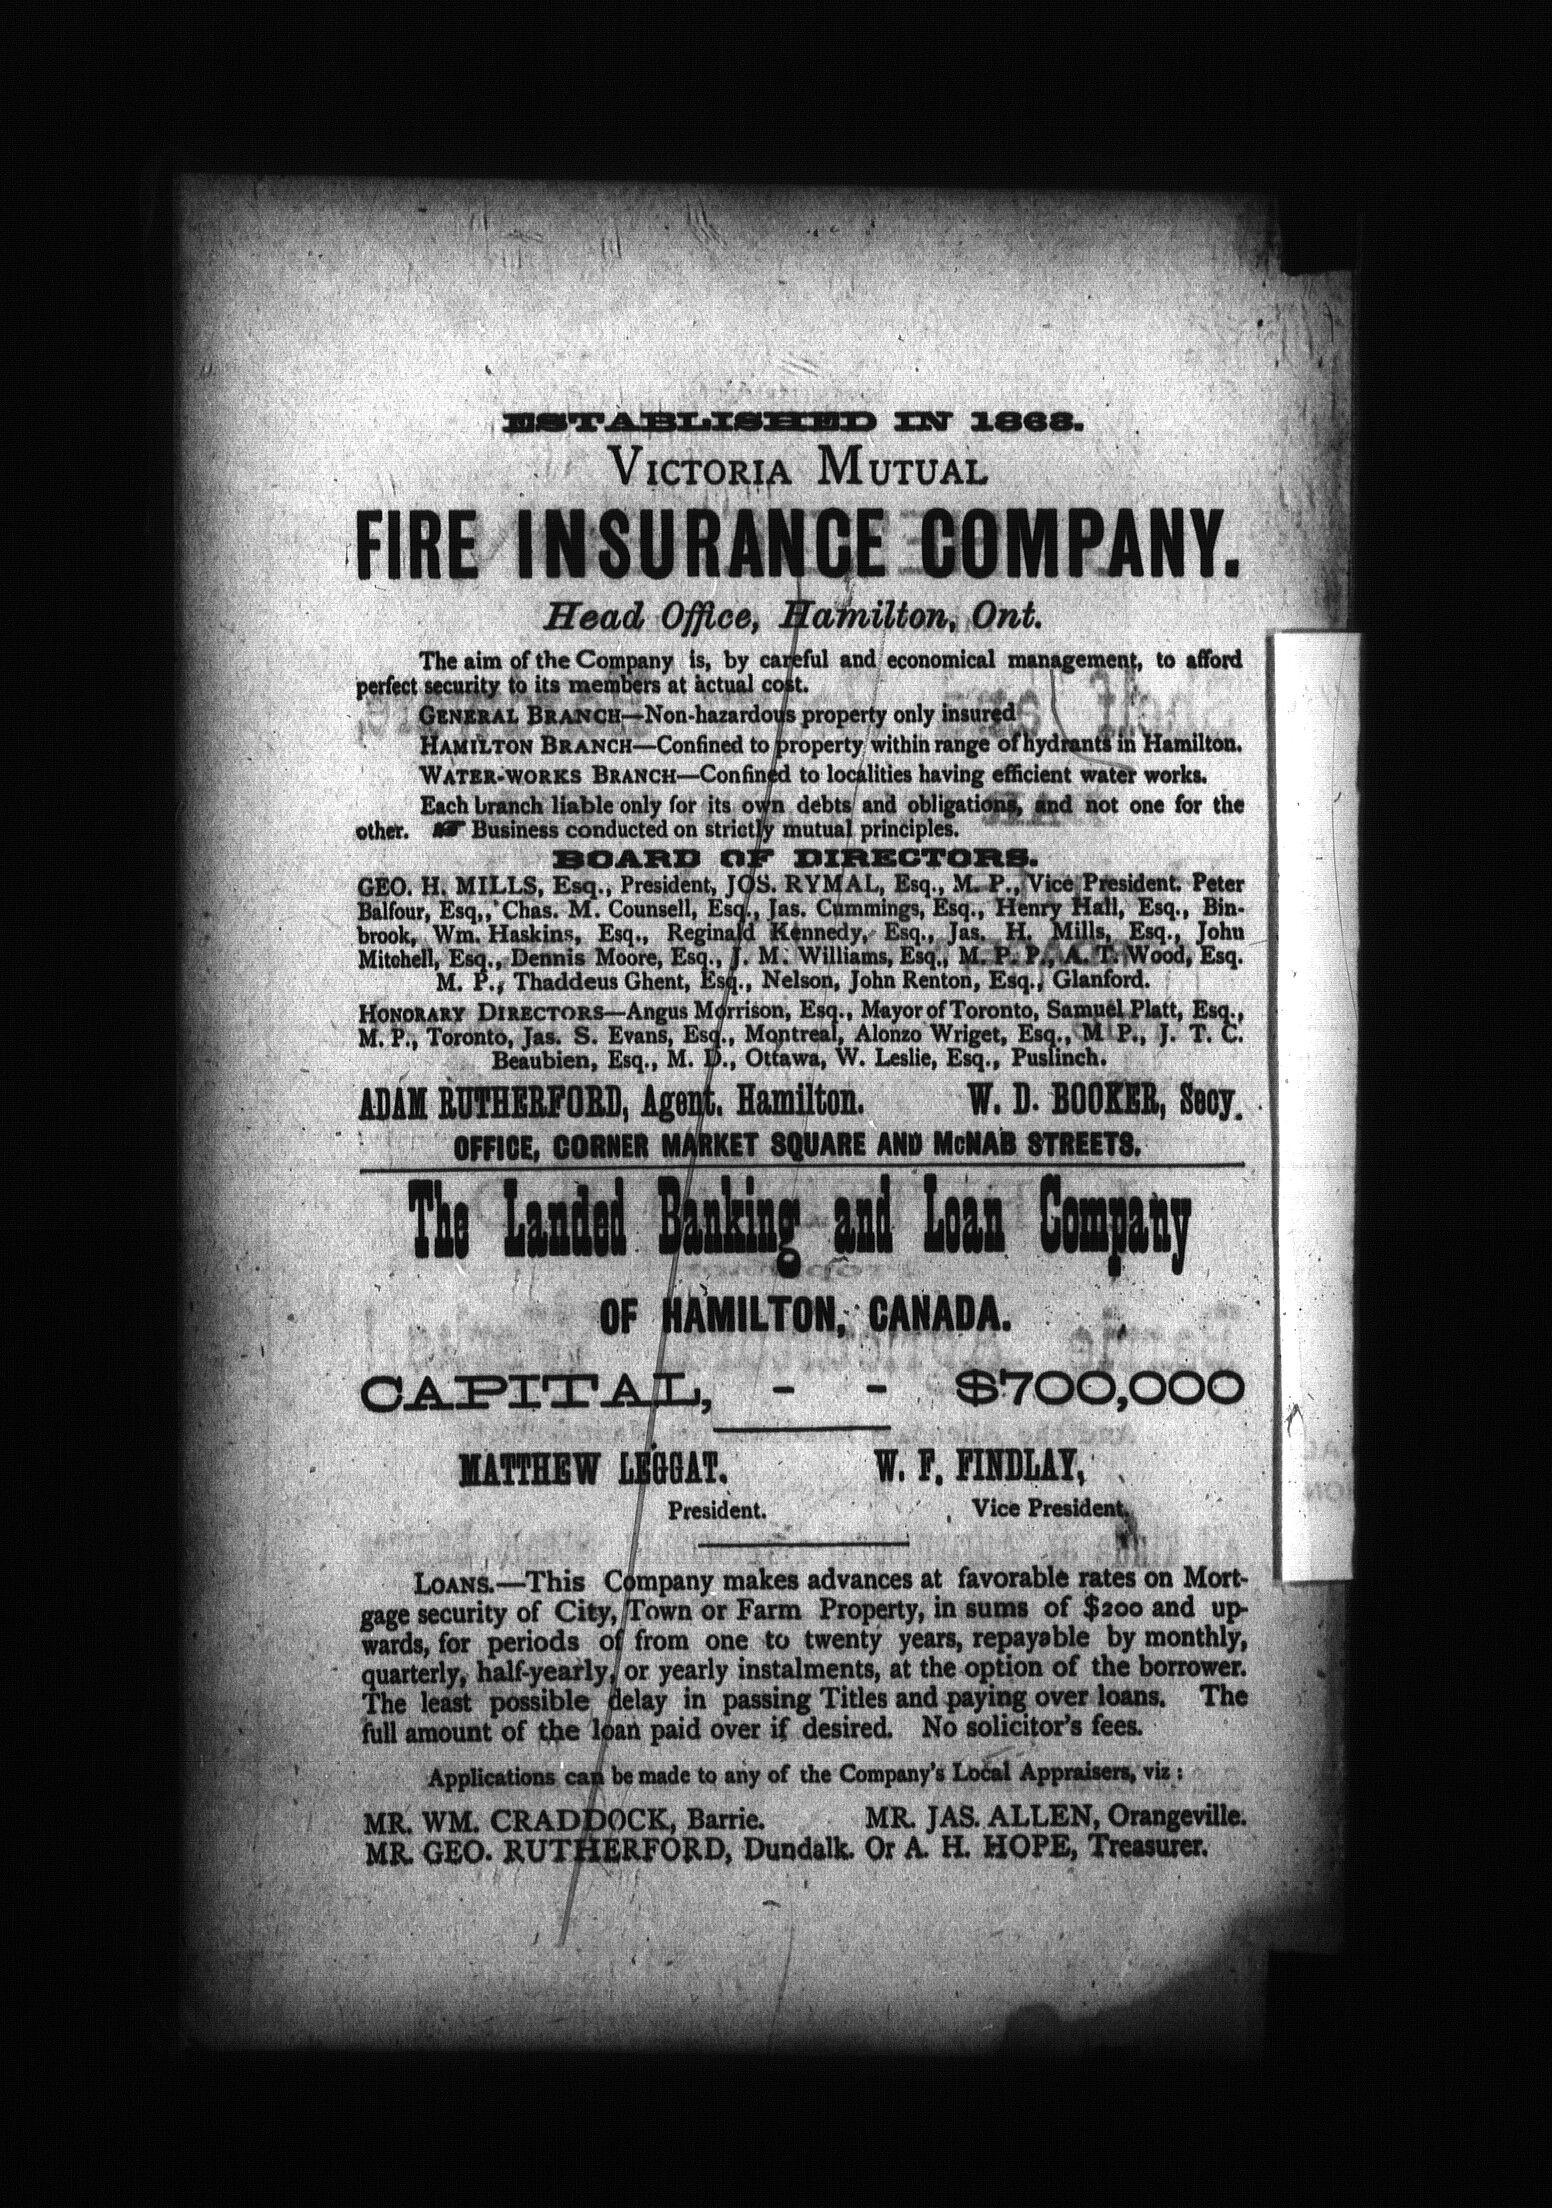 ESTABLISHED IN 1863.
VICTORIA MUTUAL
FIRE INSURANCE COMPANY.
Head Office, Hamilton, Ont.
The aim of the Company is, by careful and economical management, to afford
perfect security to its members at actual cost.
GENERAL BRANCH—Non-hazardous property only insured
HAMILTON BRANCH—Confined to property within range of hydrants in Hamilton.
WATER-WORKS BRANCH—Confined to localities having efficient water works.
Each branch liable only for its own debts and obligations, and not one for the
other. ☞ Business conducted on strictly mutual principles.
BOARD OF DIRECTORS.
GEO. H. MILLS, Esq., President, JOS. RYMAL, Esq., M. P., Vice President. Peter
Balfour, Esq,, Chas. M. Counsell, Esq., Jas. Cummings, Esq., Henry Hall, Esq., Bin-
brook, Wm. Haskins, Esq., Reginald Kennedy, Esq., Jas. H. Mills, Esq., John
Mitchell, Esq., Dennis Moore, Esq., J. M. Williams, Esq., M. P. P., A. T. Wood, Esq.
M. P., Thaddeus Ghent, Esq., Nelson, John Renton, Esq., Glanford.
HONORARY DIRECTORS—Angus Morrison, Esq., Mayor of Toronto, Samuel Platt, Esq.,
M. P., Toronto, Jas. S. Evans, Esq., Montreal, Alonzo Wriget, Esq., M P., J. T. C.
Beaubien, Esq., M. D., Ottawa, W. Leslie, Esq., Puslinch.
ADAM RUTHERFORD, Agent. Hamilton. W. D. BOOKER, Secy.
OFFICE, CORNER MARKET SQUARE AND McNAB STREETS.
The Landed Banking and Loan Company
OF HAMILTON, CANADA.
CAPITAL, - - $700,000
MATTHEW LEGGAT. W. F. FINDLAY,
President. Vice President.
LOANS.—This Company makes advances at favorable rates on Mort-
gage security of City, Town or Farm Property, in sums of $200 and up-
wards, for periods of from one to twenty years, repayable by monthly,
quarterly, half-yearly, or yearly instalments, at the option of the borrower.
The least possible delay in passing Titles and paying over loans. The
full amount of the loan paid over if desired. No solicitor's fees.
Applications can be made to any of the Company's Local Appraisers, viz :
MR. WM. CRADDOCK, Barrie. MR. JAS. ALLEN, Orangeville.
MR. GEO. RUTHERFORD, Dundalk. Or A. H. HOPE, Treasurer.